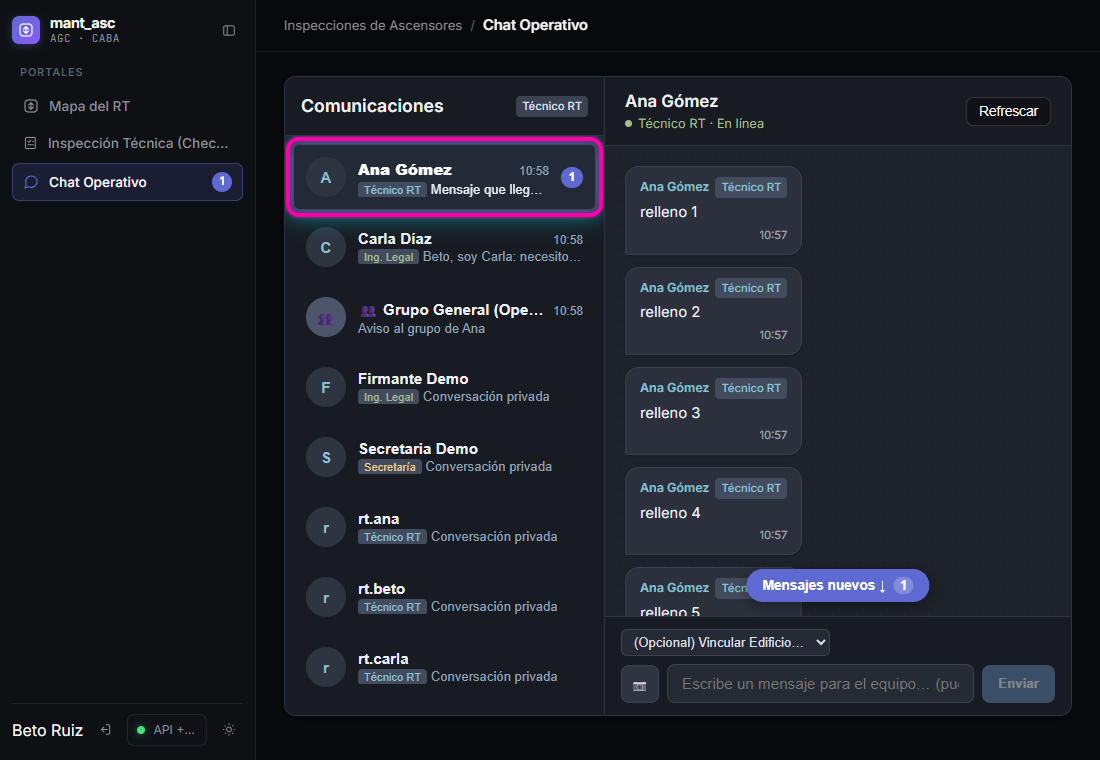 mant_asc
AGC · CABA
PORTALES
Mapa del RT
Inspección Técnica (Chec...
Chat Operativo 1
Beto Ruiz
API +...
Inspecciones de Ascensores / Chat Operativo
Comunicaciones
Técnico RT
A
Ana Gómez 10:58
Técnico RT Mensaje que lleg... 1
C
Carla Díaz 10:58
Ing. Legal Beto, soy Carla: necesito...
Grupo General (Ope... 10:58
Aviso al grupo de Ana
F
Firmante Demo
Ing. Legal Conversación privada
S
Secretaria Demo
Secretaría Conversación privada
r
rt.ana
Técnico RT Conversación privada
r
rt.beto
Técnico RT Conversación privada
r
rt.carla
Técnico RT Conversación privada
Ana Gómez
Técnico RT · En línea
Refrescar
Ana Gómez Técnico RT
relleno 1
10:57
Ana Gómez Técnico RT
relleno 2
10:57
Ana Gómez Técnico RT
relleno 3
10:57
Ana Gómez Técnico RT
relleno 4
10:57
Ana Gómez Técn
relleno 5
Mensajes nuevos ↓ 1
(Opcional) Vincular Edificio...
Escribe un mensaje para el equipo... (pu
Enviar